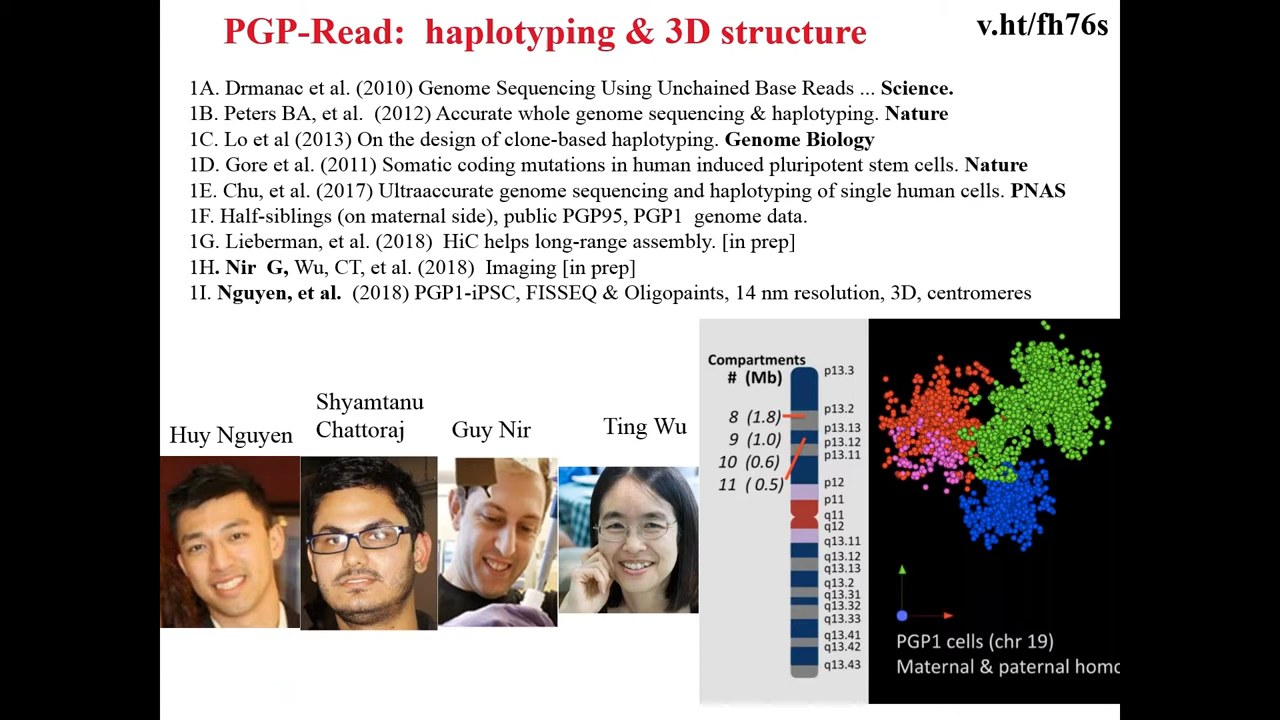 PGP-Read: haplotyping & 3D structure
v.ht/fh76s
1A. Drmanac et al. (2010) Genome Sequencing Using Unchained Base Reads ... Science.
1B. Peters BA, et al. (2012) Accurate whole genome sequencing & haplotyping. Nature
1C. Lo et al (2013) On the design of clone-based haplotyping. Genome Biology
1D. Gore et al. (2011) Somatic coding mutations in human induced pluripotent stem cells. Nature
1E. Chu, et al. (2017) Ultraaccurate genome sequencing and haplotyping of single human cells. PNAS
1F. Half-siblings (on maternal side), public PGP95, PGP1 genome data.
1G. Lieberman, et al. (2018) HiC helps long-range assembly. [in prep]
1H. Nir G, Wu, CT, et al. (2018) Imaging [in prep]
1I. Nguyen, et al. (2018) PGP1-iPSC, FISSEQ & Oligopaints, 14 nm resolution, 3D, centromeres
Huy Nguyen
Shyamtanu
Chattoraj
Guy Nir
Ting Wu
Compartments
# (Mb)
8 (1.8)
9 (1.0)
10 (0.6)
11 ( 0.5)
p13.3
p13.2
p13.13
p13.12
p13.11
p12
p11
q11
q12
q13.11
q13.12
q13.13
q13.2
q13.31
q13.32
q13.33
q13.41
q13.42
q13.43
PGP1 cells (chr 19)
Maternal & paternal homo